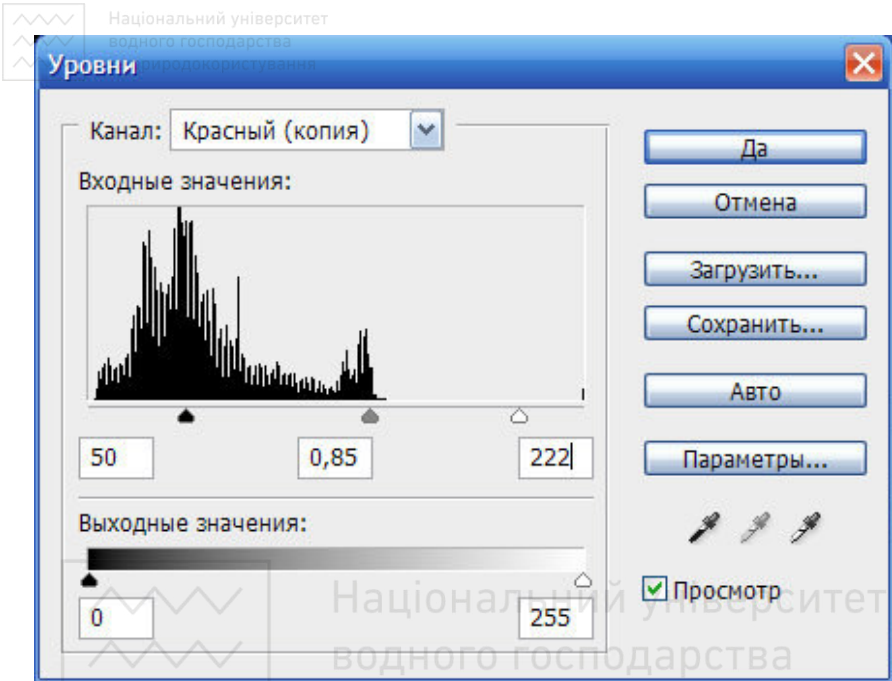 Національний університет
водного господарства
та природокористування
Уровни
Канал: Красный (копия)
Входные значения:
50 0,85 222
Выходные значения:
0 255
Да
Отмена
Загрузить...
Сохранить...
Авто
Параметры...
Просмотр
Національний університет
водного господарства